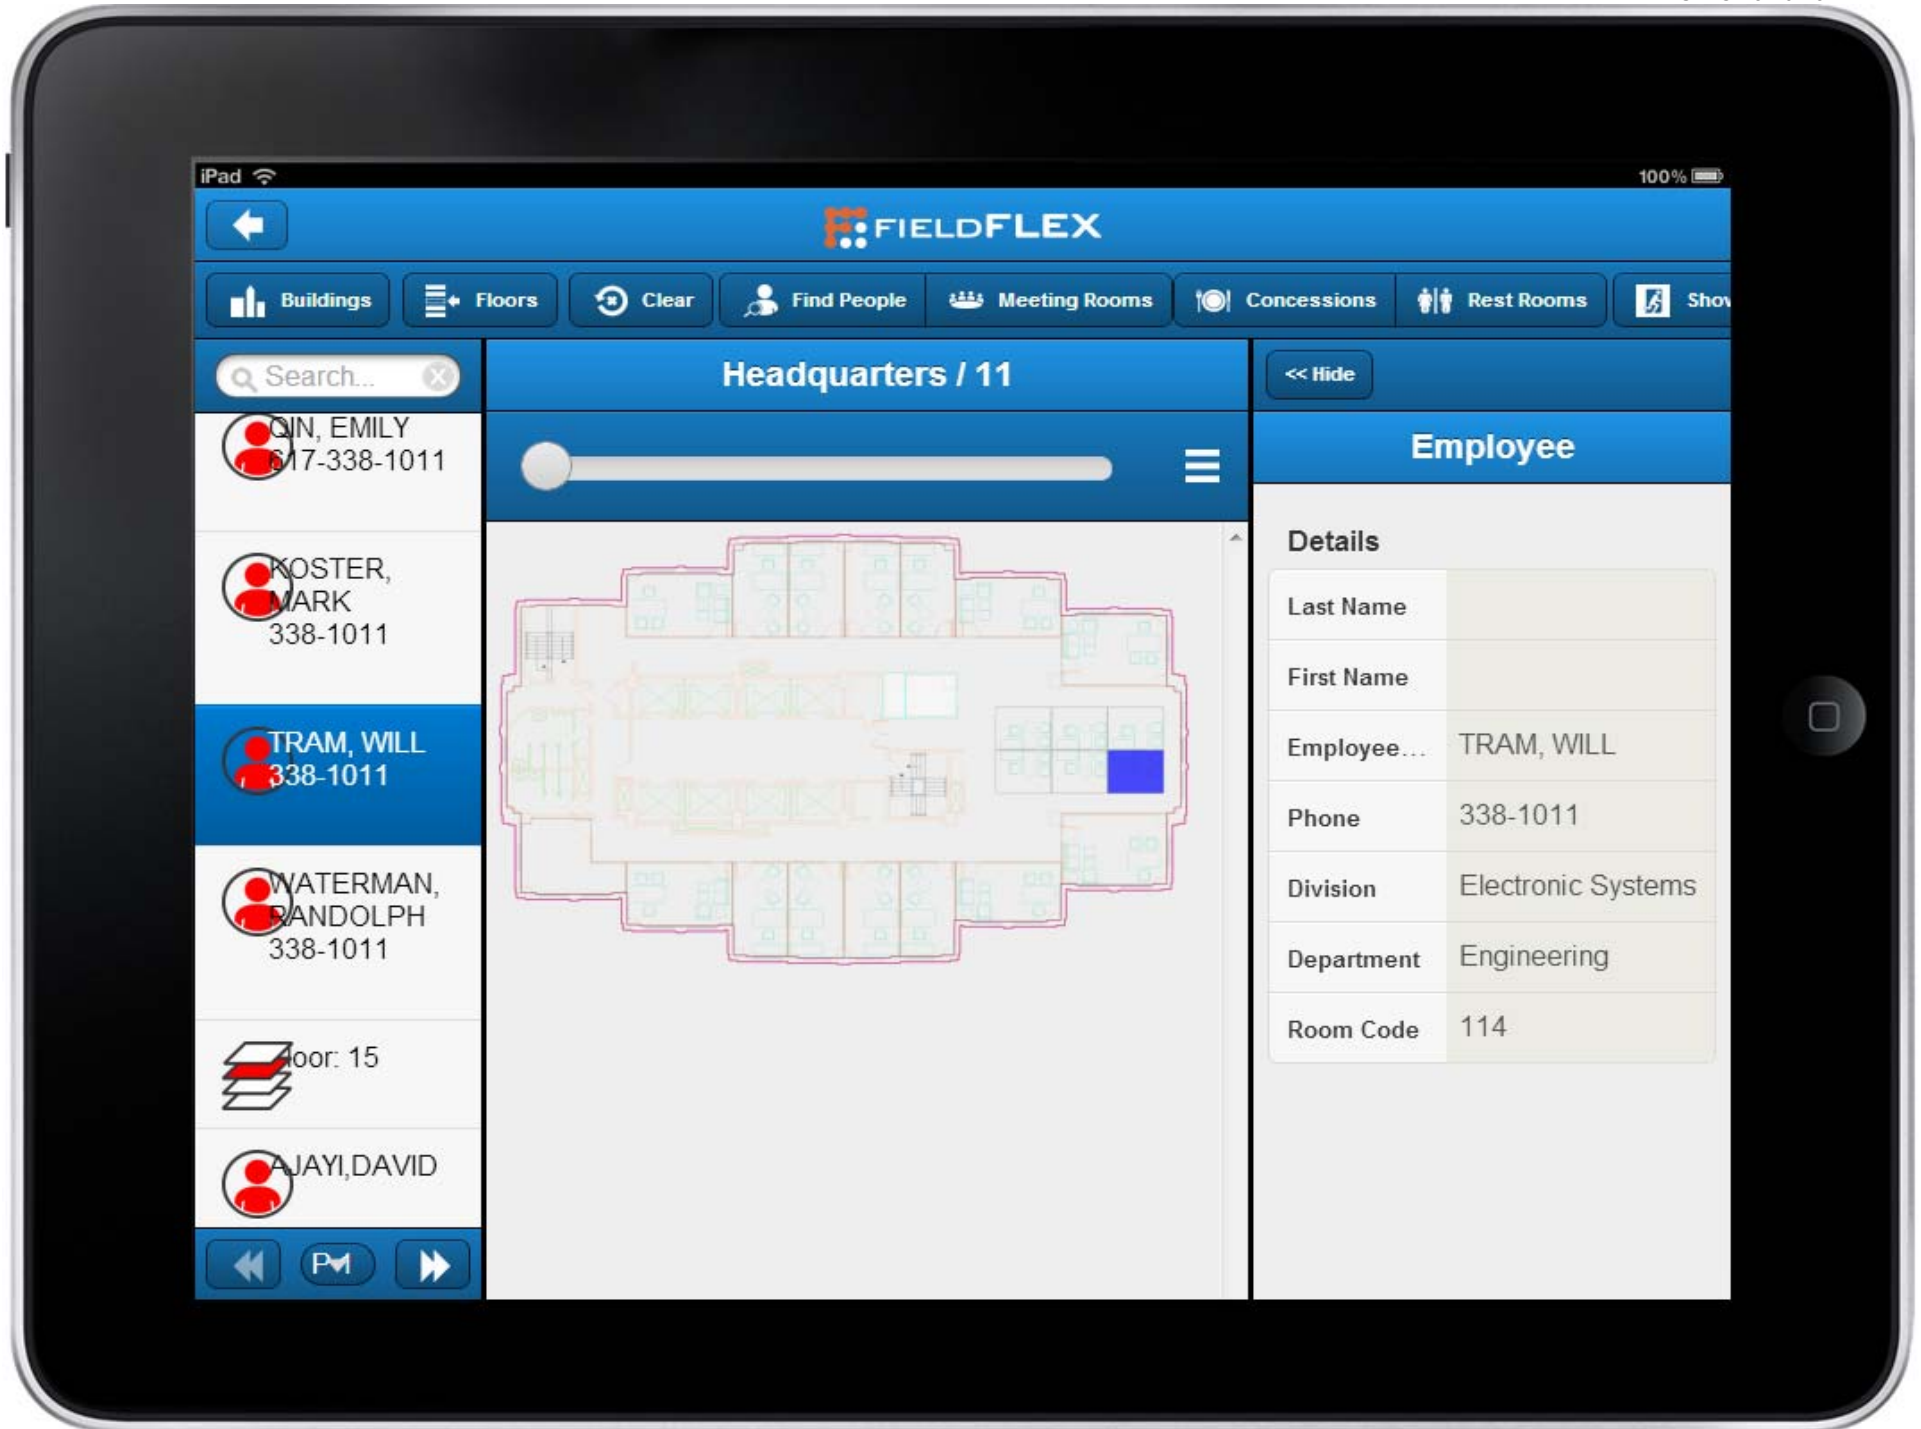 iPad
100%
FIELDFLEX
Buildings
Floors
Clear
Find People
Meeting Rooms
Concessions
Rest Rooms
Search...
Headquarters / 11
<< Hide
QIN, EMILY
617-338-1011
KOSTER,
MARK
338-1011
TRAM, WILL
338-1011
WATERMAN,
RANDOLPH
338-1011
oor: 15
AJAYI,DAVID
Employee
Details
Last Name
First Name
Employee... TRAM, WILL
Phone 338-1011
Division Electronic Systems
Department Engineering
Room Code 114